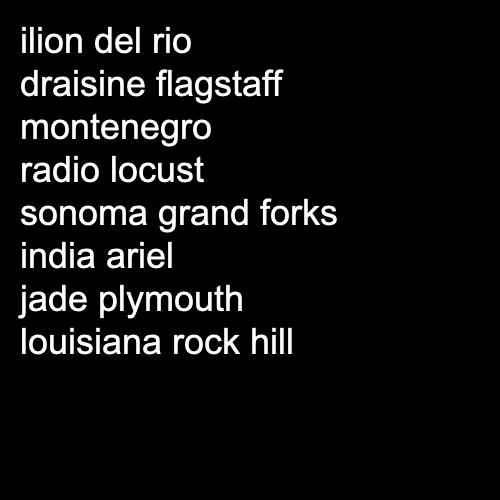 ilion del rio
draisine flagstaff
montenegro
radio locust
sonoma grand forks
india ariel
jade plymouth
louisiana rock hill